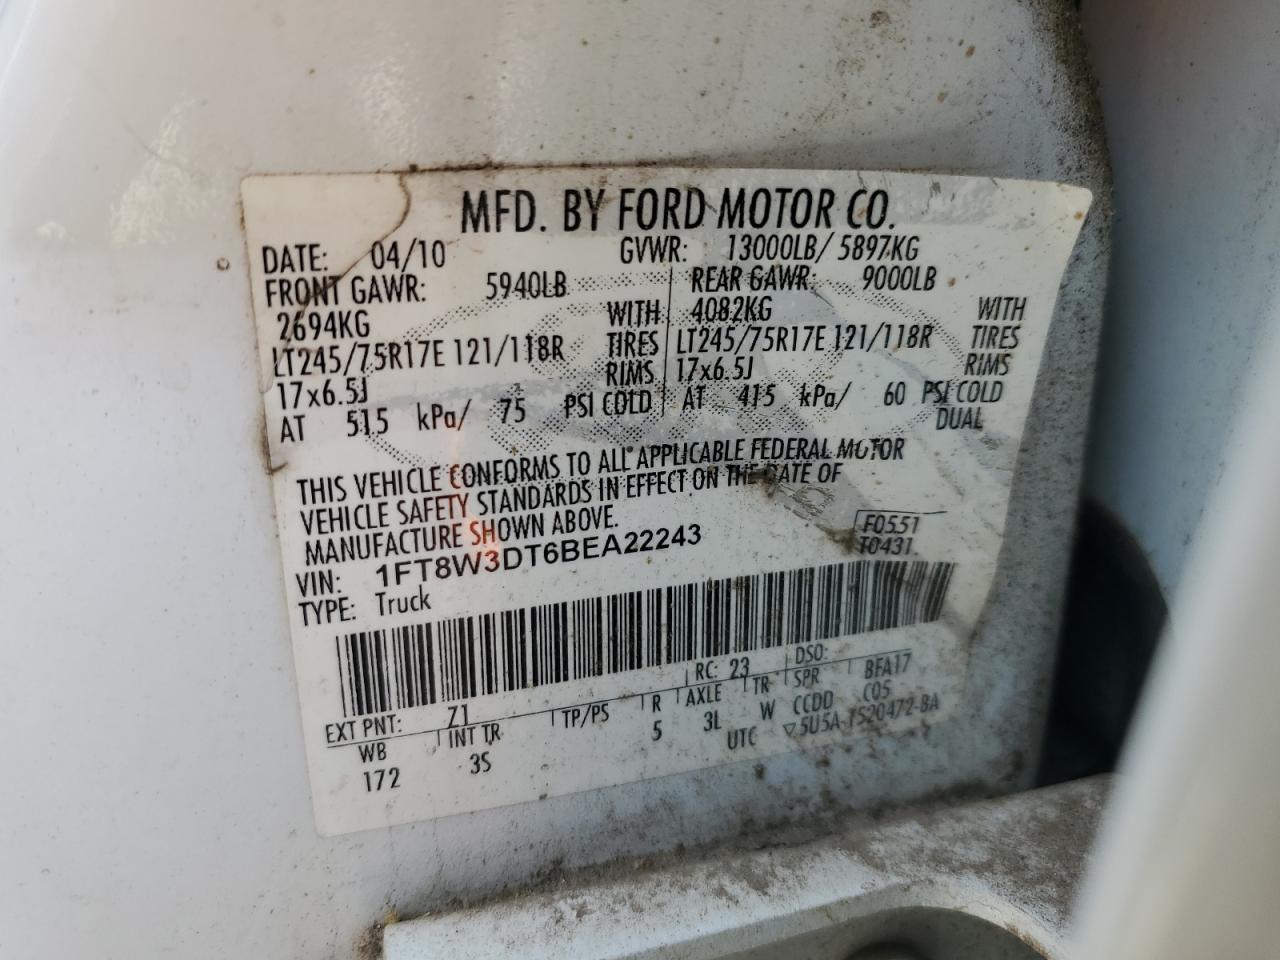 MFD. BY FORD MOTOR CO.
DATE: 04/10 GVWR: 13000LB/ 5897KG
FRONT GAWR: 5940LB REAR GAWR: 9000LB
2694KG WITH 4082KG WITH
LT245/75R17E 121/118R TIRES LT245/75R17E 121/118R TIRES
17x6.5J RIMS 17x6.5J RIMS
AT 515 kPa/ 75 PSI COLD AT 415 kPa/ 60 PSI COLD
DUAL
THIS VEHICLE CONFORMS TO ALL APPLICABLE FEDERAL MOTOR
VEHICLE SAFETY STANDARDS IN EFFECT ON THE DATE OF
MANUFACTURE SHOWN ABOVE.
F0551
VIN: 1FT8W3DT6BEA22243 T0431
TYPE: Truck
RC: 23 DSO:
EXT PNT: Z1 TP/PS R AXLE TR SPR BFA17
WB INT TR 5 3L W CCDD C05
172 3S UTC ▽5U5A-1520472-BA